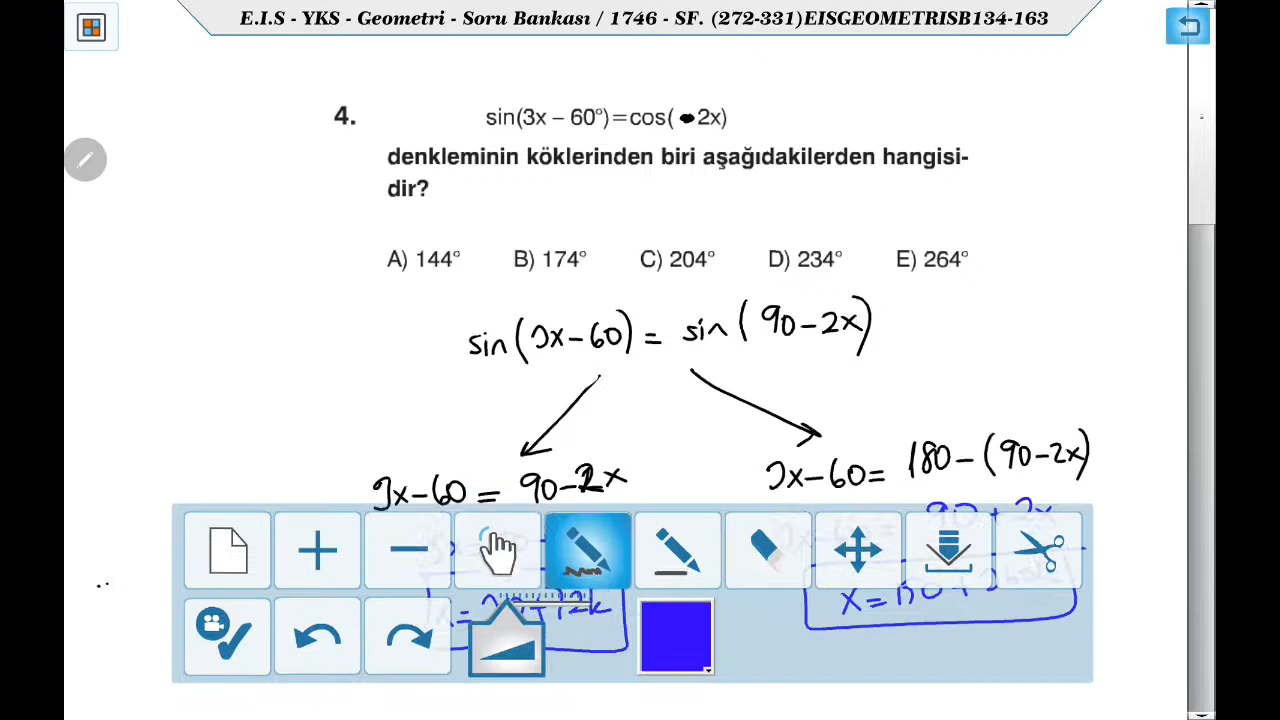 E.I.S - YKS - Geometri - Soru Bankası / 1746 - SF. (272-331)EISGEOMETRISB134-163
4. sin(3x – 60°)=cos( 2x)
denkleminin köklerinden biri aşağıdakilerden hangisi-
dir?
A) 144° B) 174° C) 204° D) 234° E) 264°
sin(3x-60) = sin(90-2x)
3x-60 = 90-2x 3x-60= 180-(90-2x)
90 + 2x